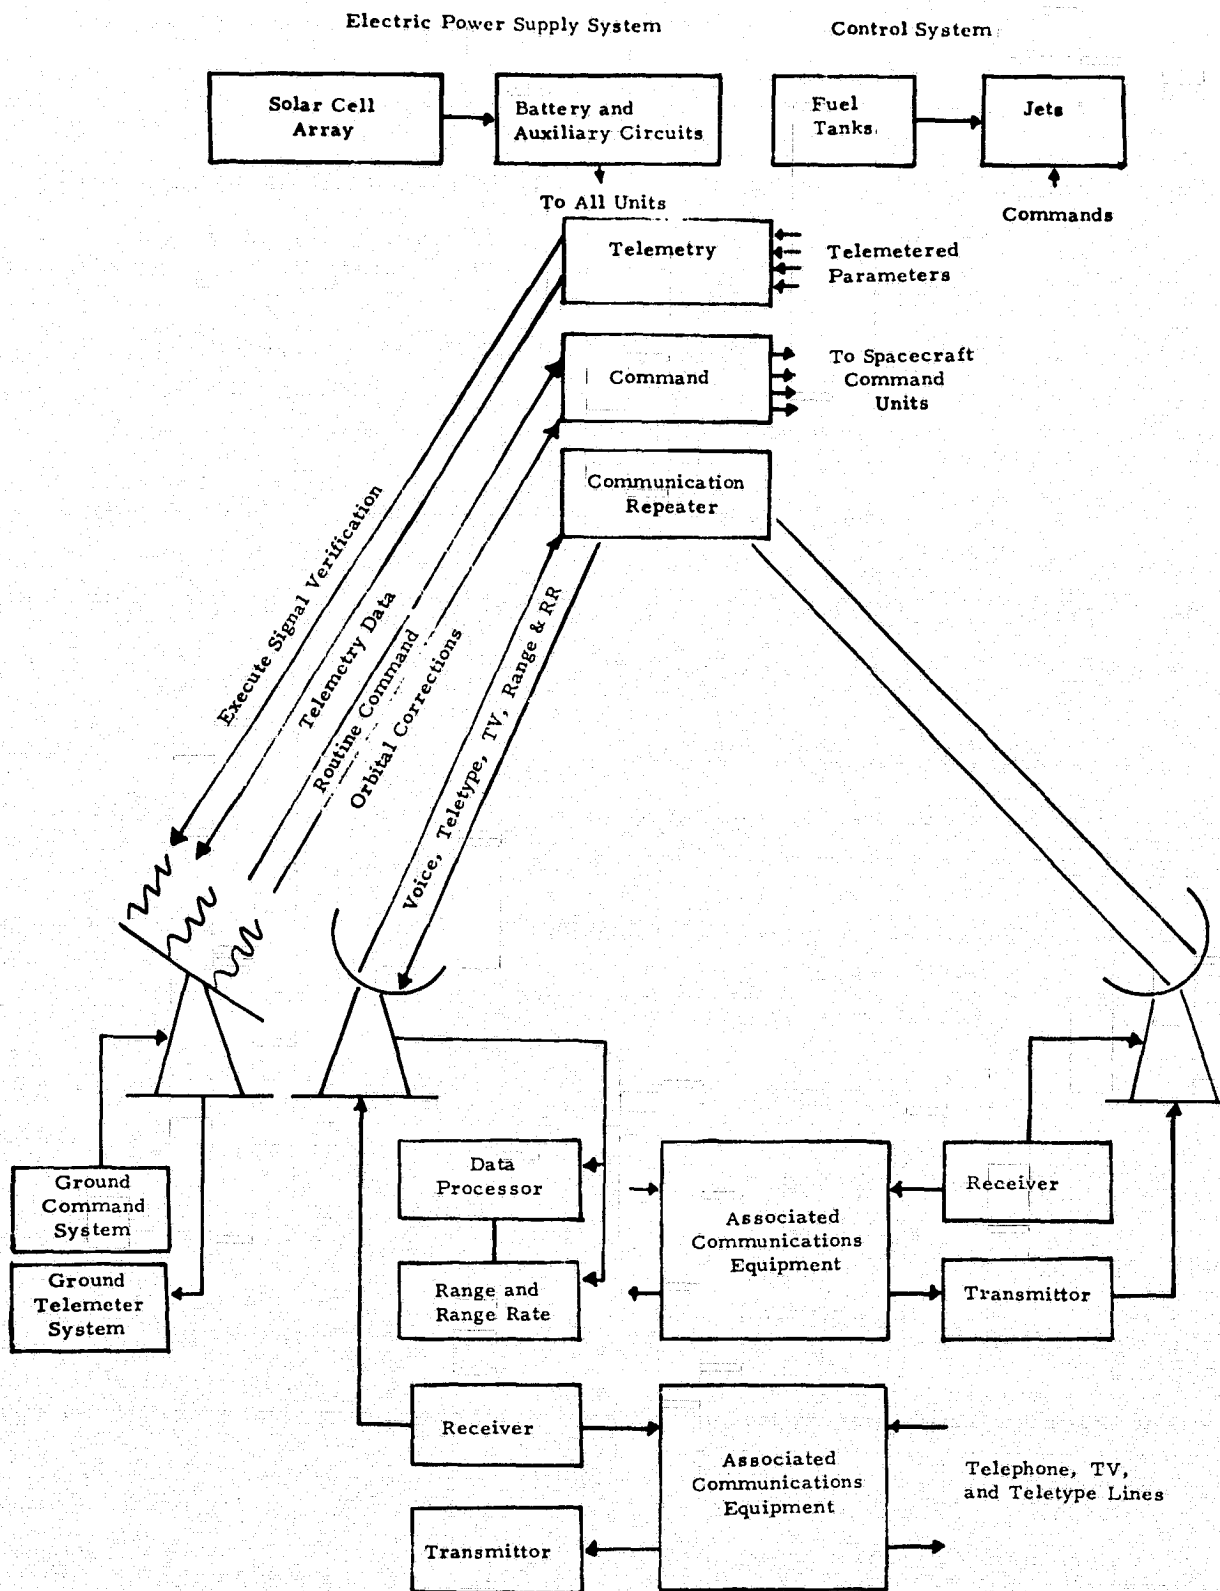 Electric Power Supply System
Control System
Solar Cell
Array
Battery and
Auxiliary Circuits
Fuel
Tanks
Jets
To All Units
Commands
Telemetry
Telemetered
Parameters
Command
To Spacecraft
Command
Units
Communication
Repeater
Execute Signal Verification
Telemetry Data
Routine Command
Orbital Corrections
Voice, Teletype, TV, Range & RR
Ground
Command
System
Ground
Telemeter
System
Data
Processor
Range and
Range Rate
Associated
Communications
Equipment
Receiver
Transmittor
Receiver
Transmittor
Associated
Communications
Equipment
Telephone, TV,
and Teletype Lines